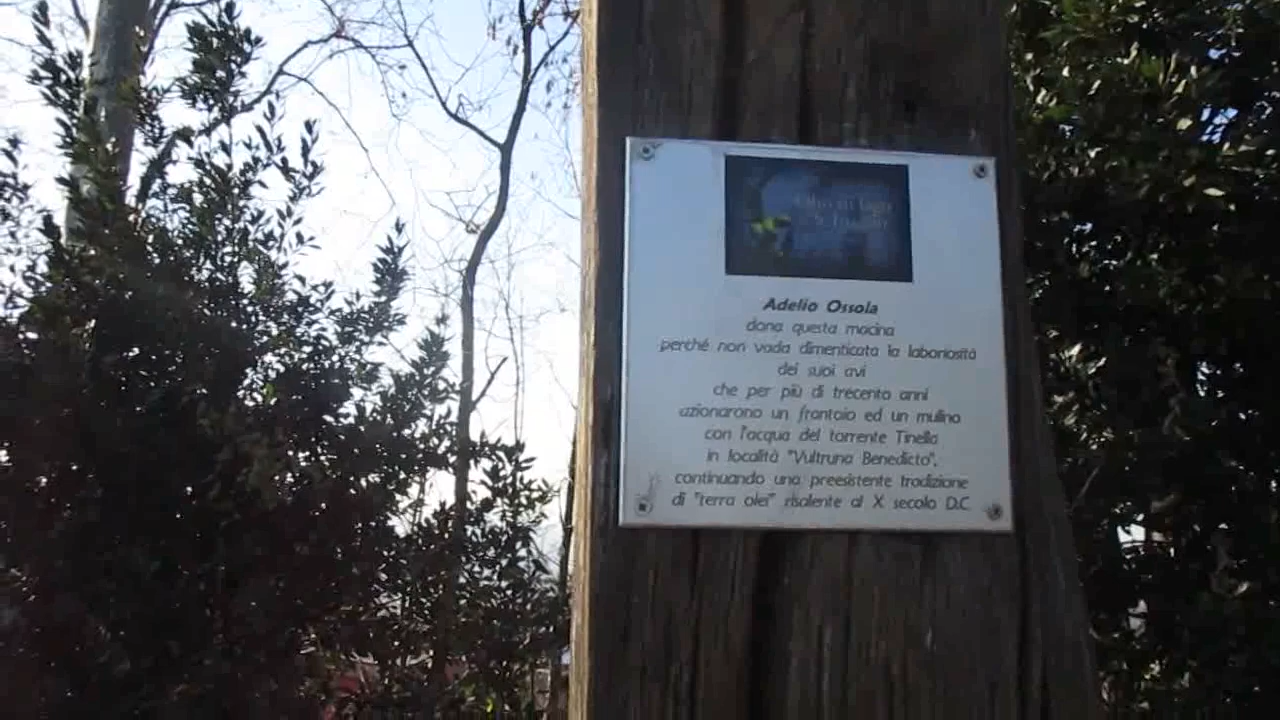 Adelio Ossola
dona questa macina
perché non vada dimenticata la laboriosità
dei suoi avi
che per più di trecento anni
azionarono un frantoio ed un mulino
con l'acqua del torrente Tinella
in località "Vultruna Benedicto",
continuando una preesistente tradizione
di "terra olei" risalente al X secolo D.C.